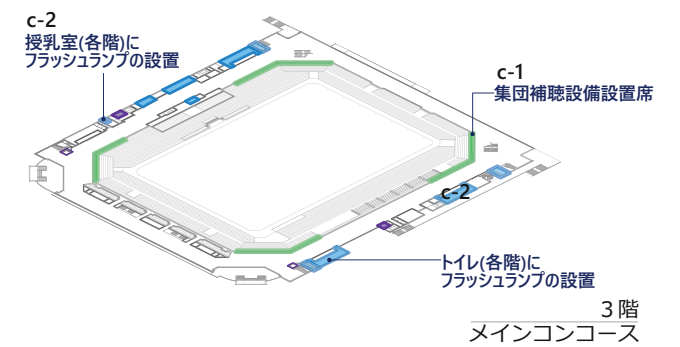 c-2
授乳室(各階)に
フラッシュランプの設置
c-1
集団補聴設備設置席
c-2
トイレ(各階)に
フラッシュランプの設置
3階
メインコンコース